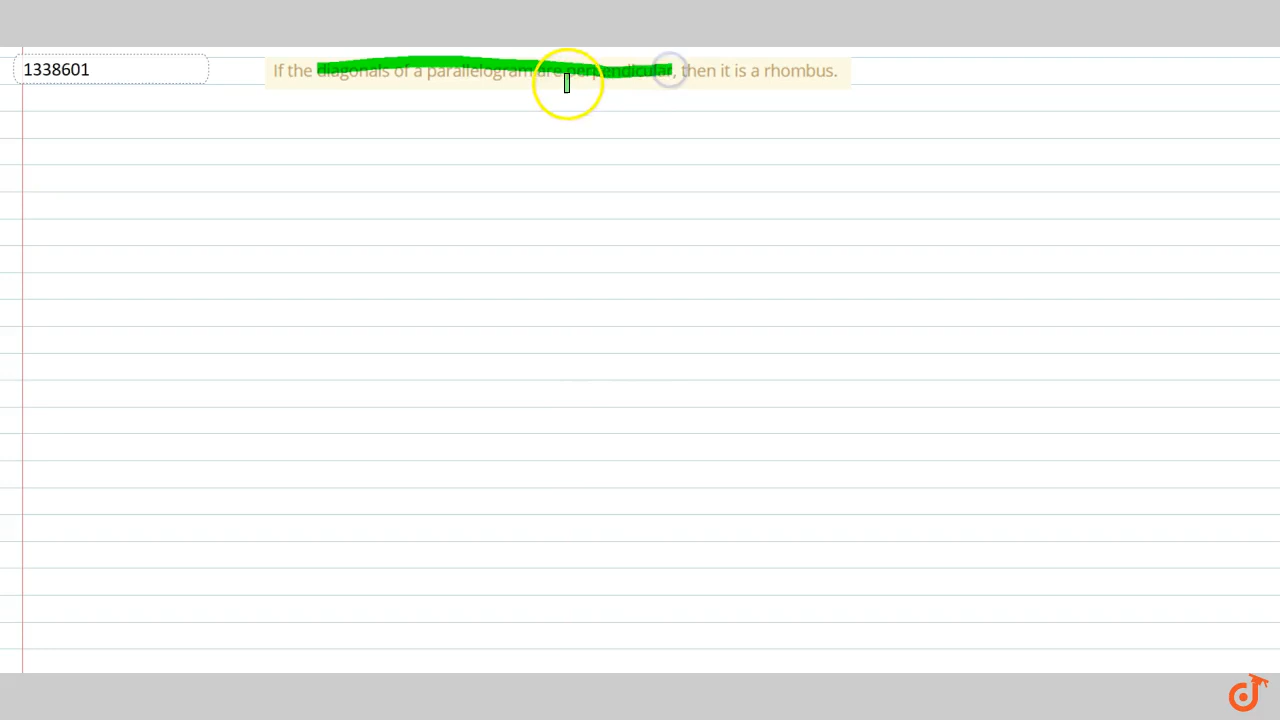 1338601
If the diagonals of a parallelogram are perpendicular, then it is a rhombus.